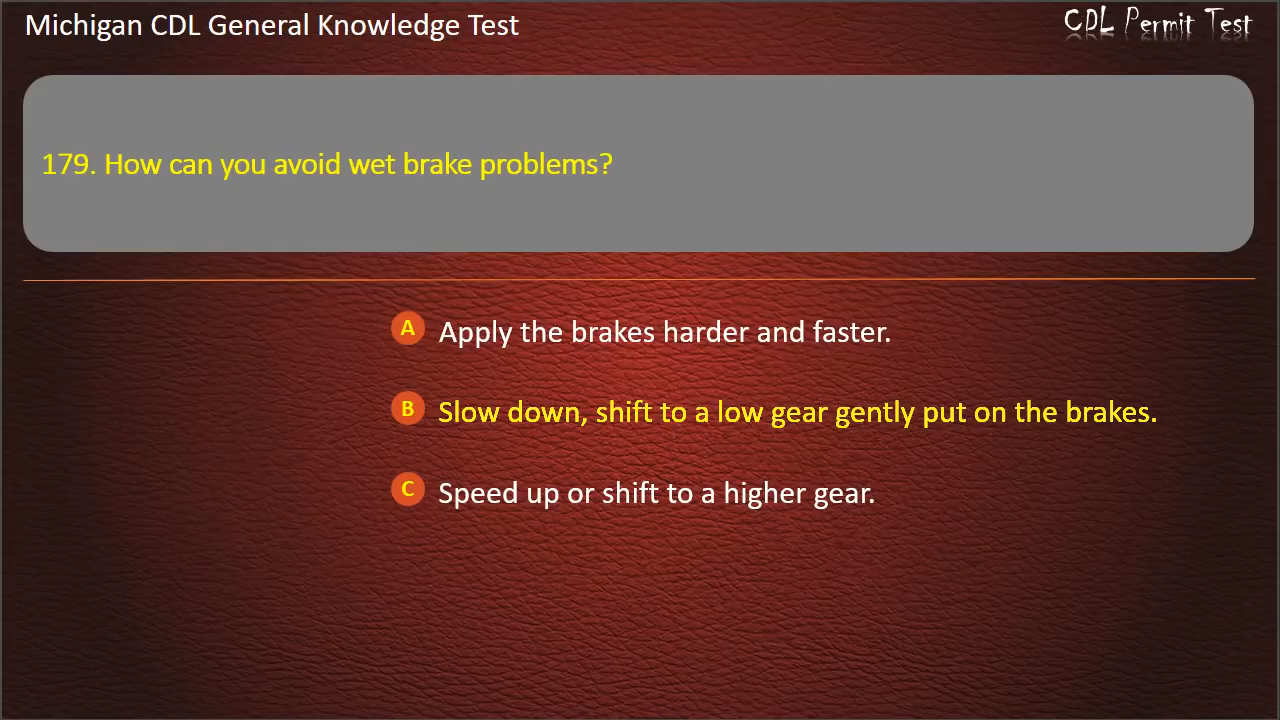 Michigan CDL General Knowledge Test
CDL Permit Test
179. How can you avoid wet brake problems?
A Apply the brakes harder and faster.
B Slow down, shift to a low gear gently put on the brakes.
C Speed up or shift to a higher gear.